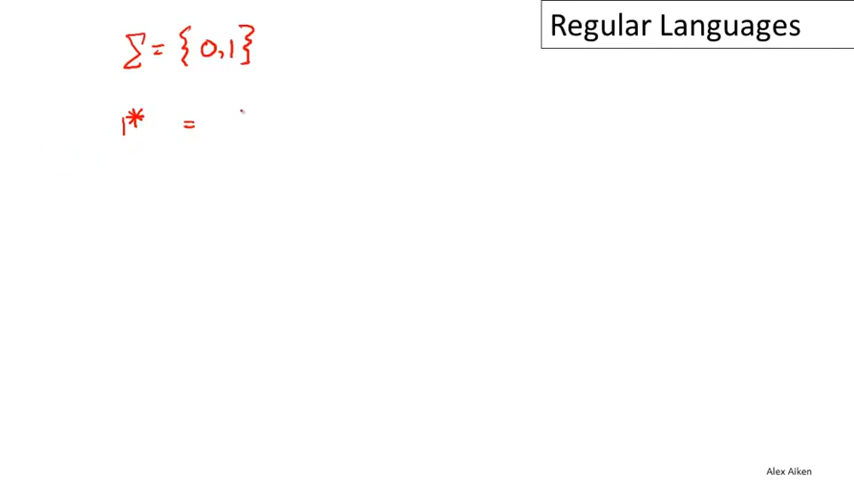 Regular Languages
Σ = { 0,1 }
1* =
Alex Aiken